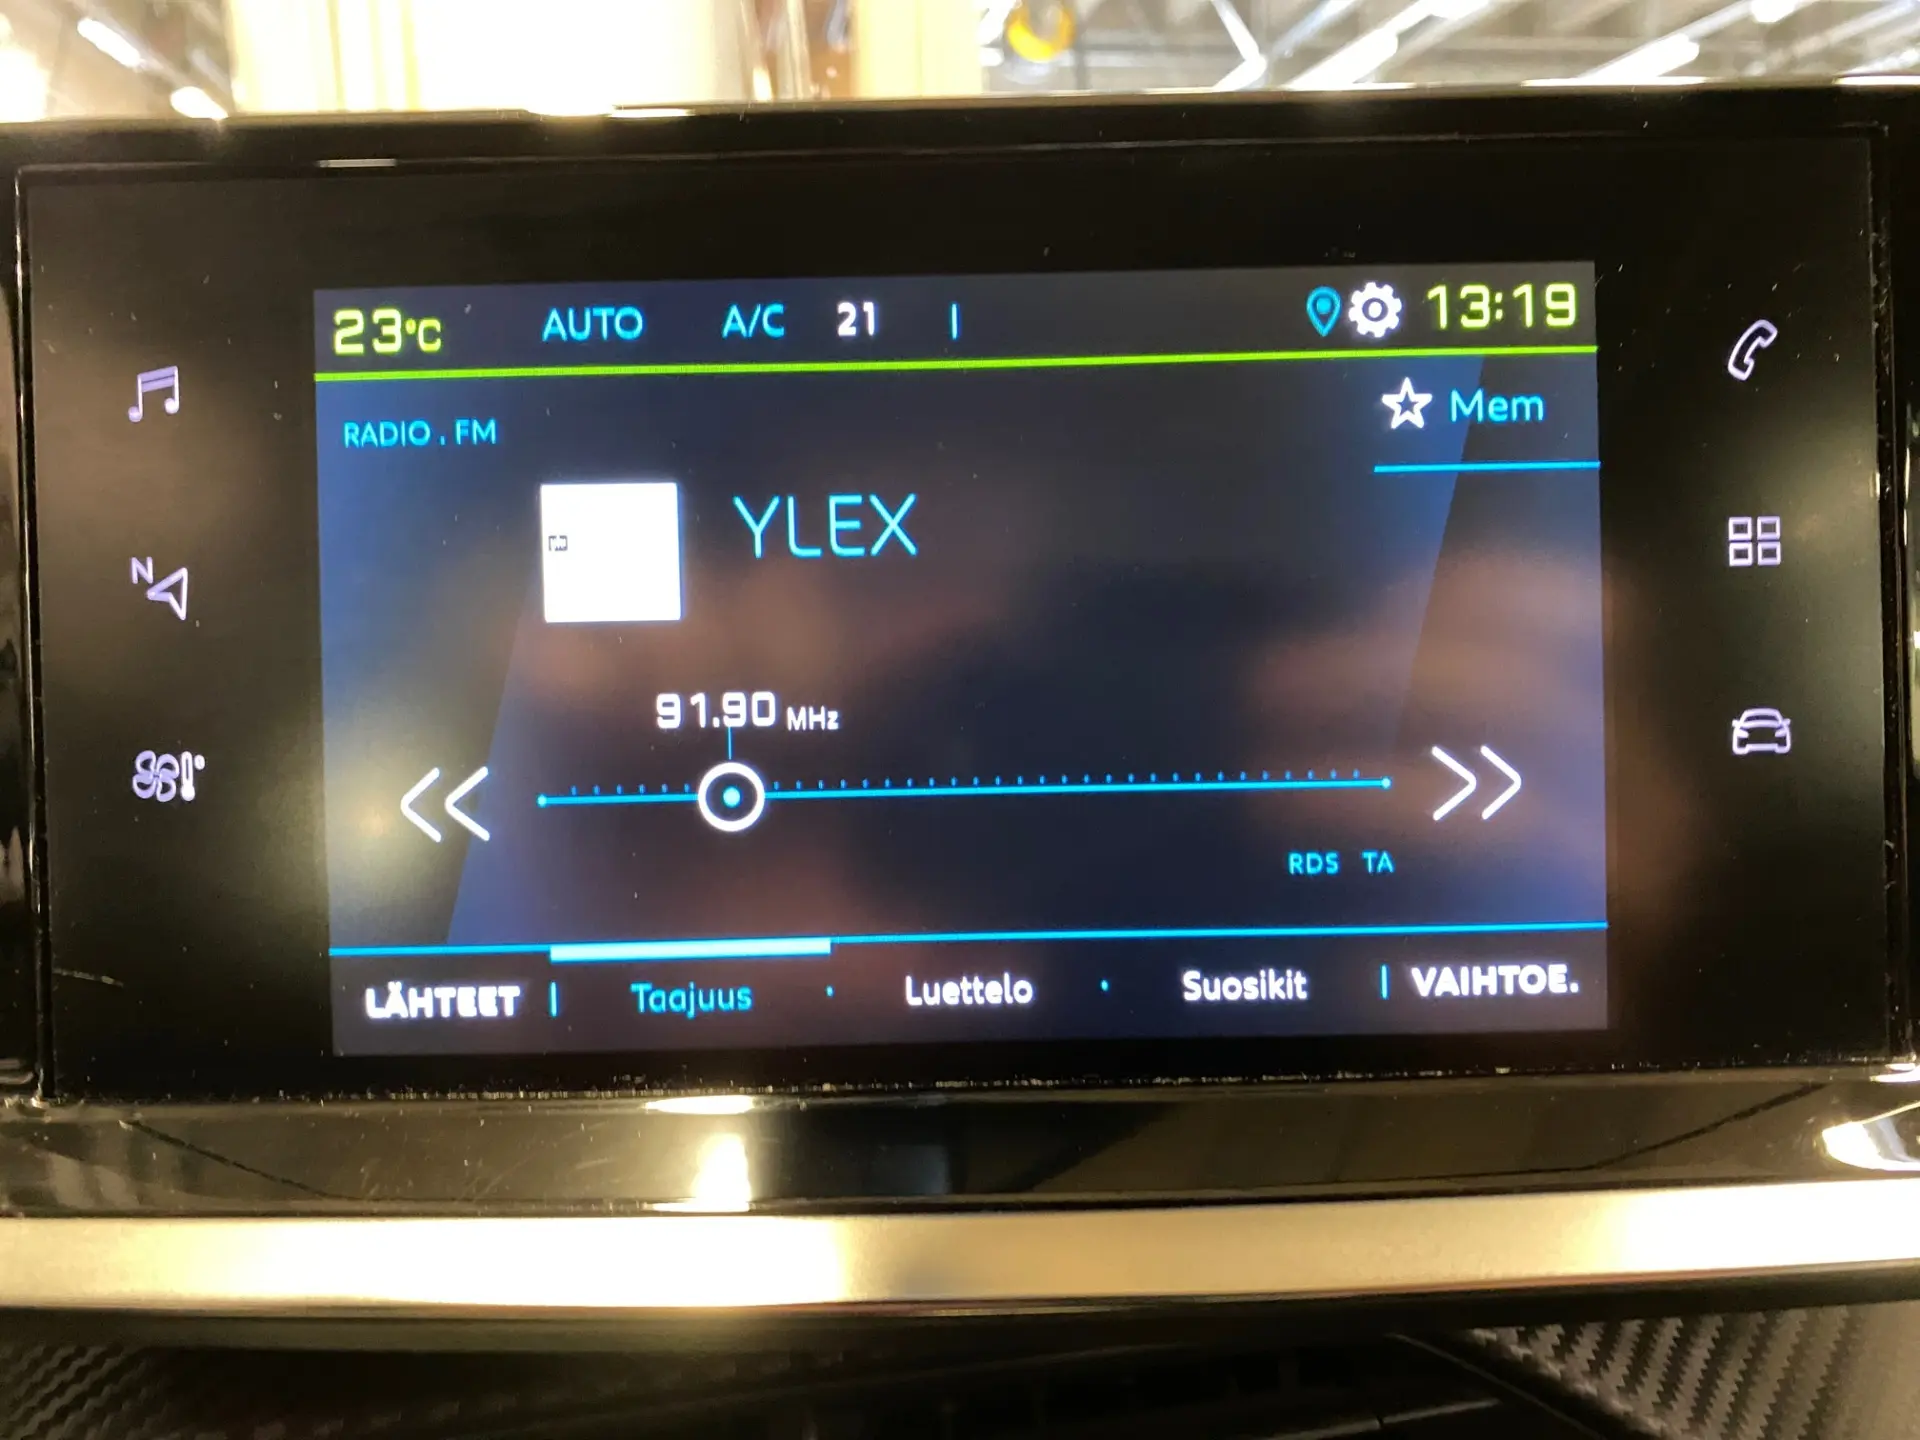 23°C AUTO A/C 21 13:19
Mem
RADIO . FM
N
YLEX
yle
91.90 MHz
RDS TA
LÄHTEET Taajuus Luettelo Suosikit VAIHTOE.